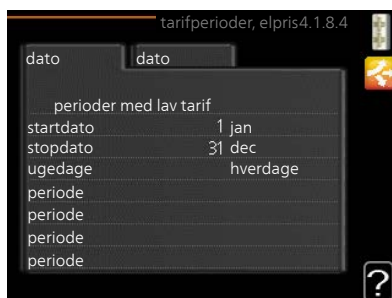 tarifperioder, elpris4.1.8.4
dato dato
perioder med lav tarif
startdato 1 jan
stopdato 31 dec
ugedage hverdage
periode
periode
periode
periode
?